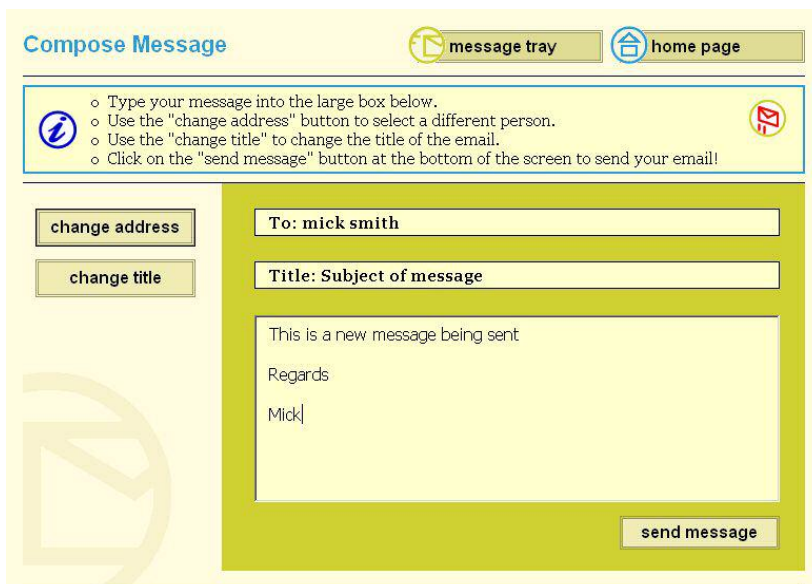 Compose Message
message tray
home page
o Type your message into the large box below.
o Use the "change address" button to select a different person.
o Use the "change title" to change the title of the email.
o Click on the "send message" button at the bottom of the screen to send your email!
change address
change title
To: mick smith
Title: Subject of message
This is a new message being sent
Regards
Mick
send message